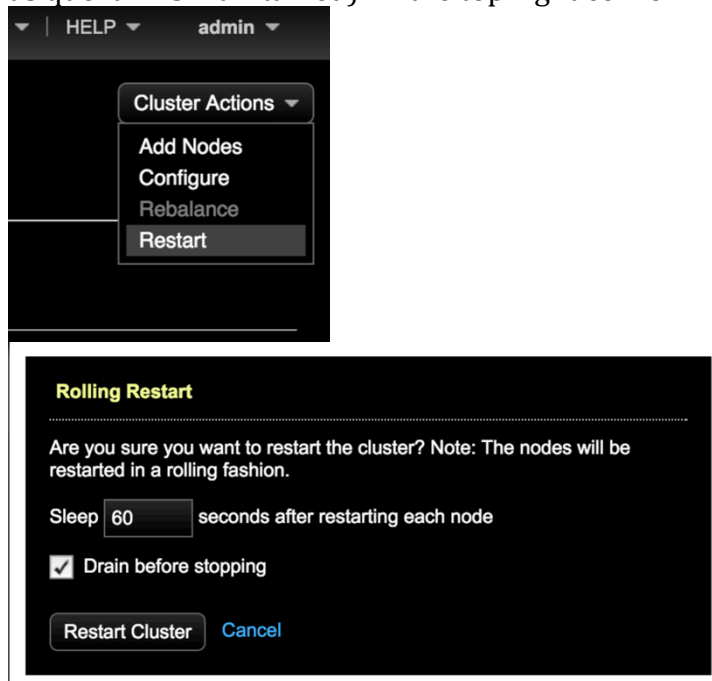 HELP
admin
Cluster Actions
Add Nodes
Configure
Rebalance
Restart
Rolling Restart
Are you sure you want to restart the cluster? Note: The nodes will be
restarted in a rolling fashion.
Sleep 60 seconds after restarting each node
Drain before stopping
Restart Cluster Cancel